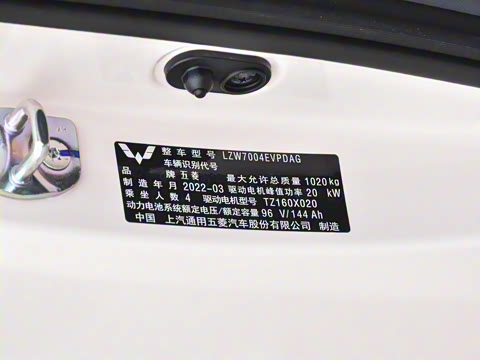 整车型号 LZW7004EVPDAG
车辆识别代号
品 牌 五菱 最大允许总质量 1020kg
制造年月 2022-03 驱动电机峰值功率 20 kW
乘坐人数 4 驱动电机型号 TZ160X020
动力电池系统额定电压/额定容量 96 V/144 Ah
中国 上汽通用五菱汽车股份有限公司 制造